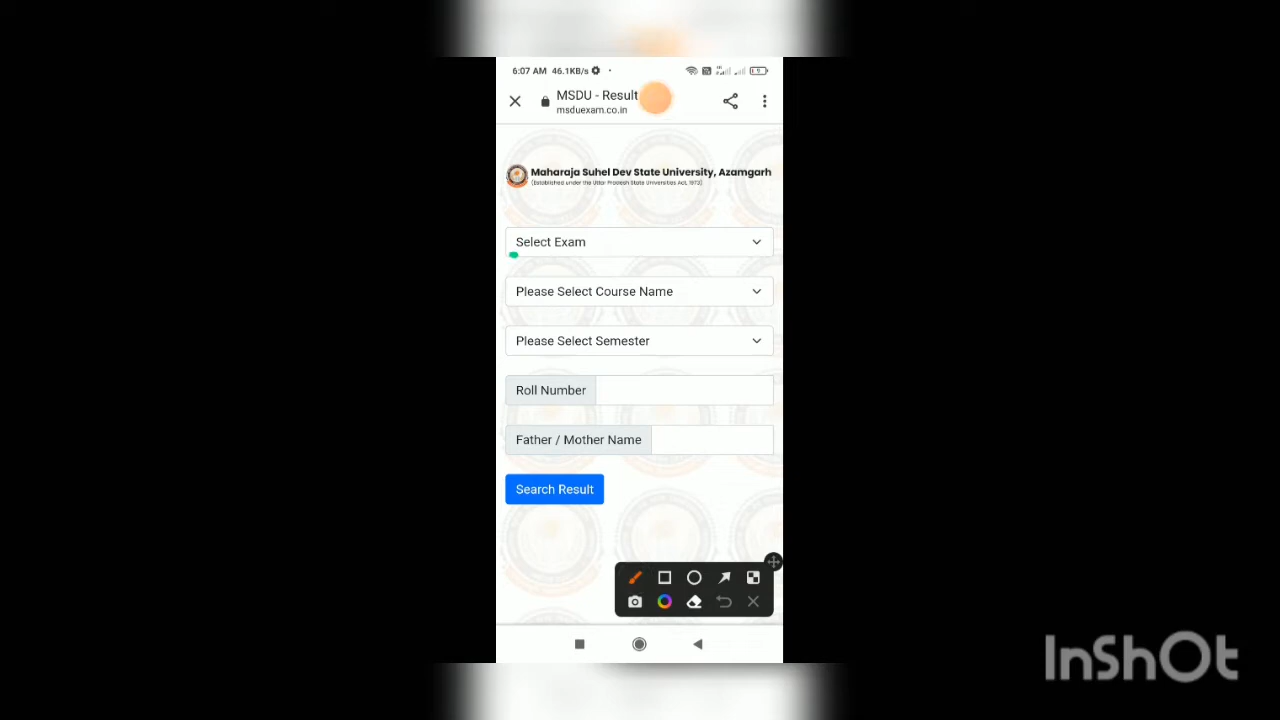 6:07 AM 46.1KB/s
MSDU - Result
msduexam.co.in
Maharaja Suhel Dev State University, Azamgarh
(Established under the Uttar Pradesh State Universities Act, 1973)
Select Exam
Please Select Course Name
Please Select Semester
Roll Number
Father / Mother Name
Search Result
InShOt